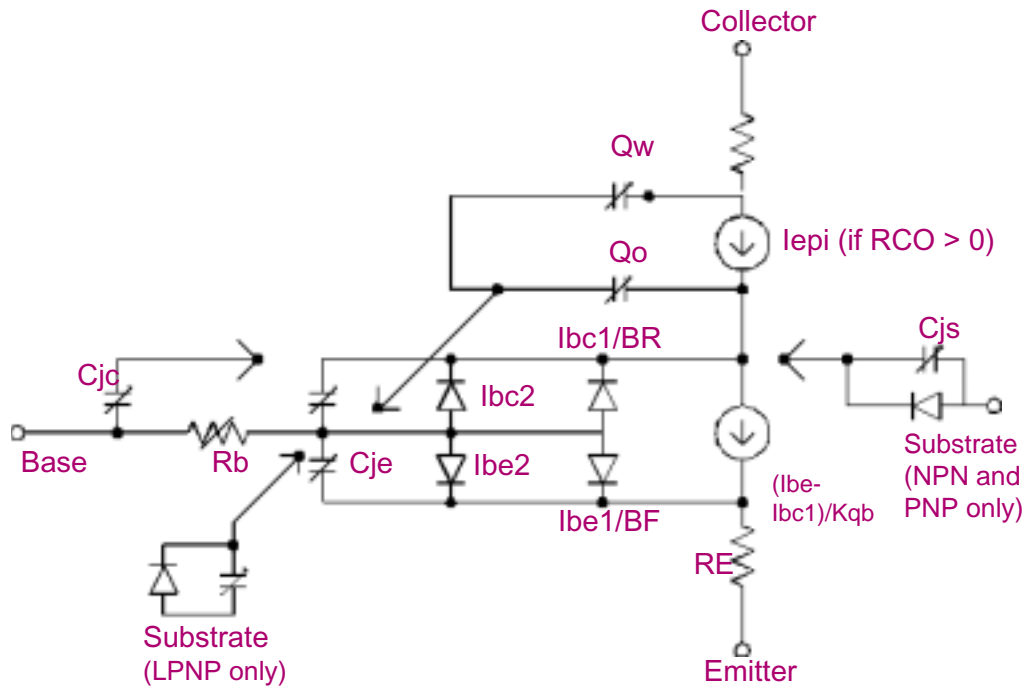 Collector
Qw
Iepi (if RCO > 0)
Qo
Ibc1/BR
Cjs
Cjc
Ibc2
Base
Rb
Cje
Ibe2
Substrate
(NPN and
PNP only)
(Ibe-
Ibc1)/Kqb
Ibe1/BF
RE
Substrate
(LPNP only)
Emitter